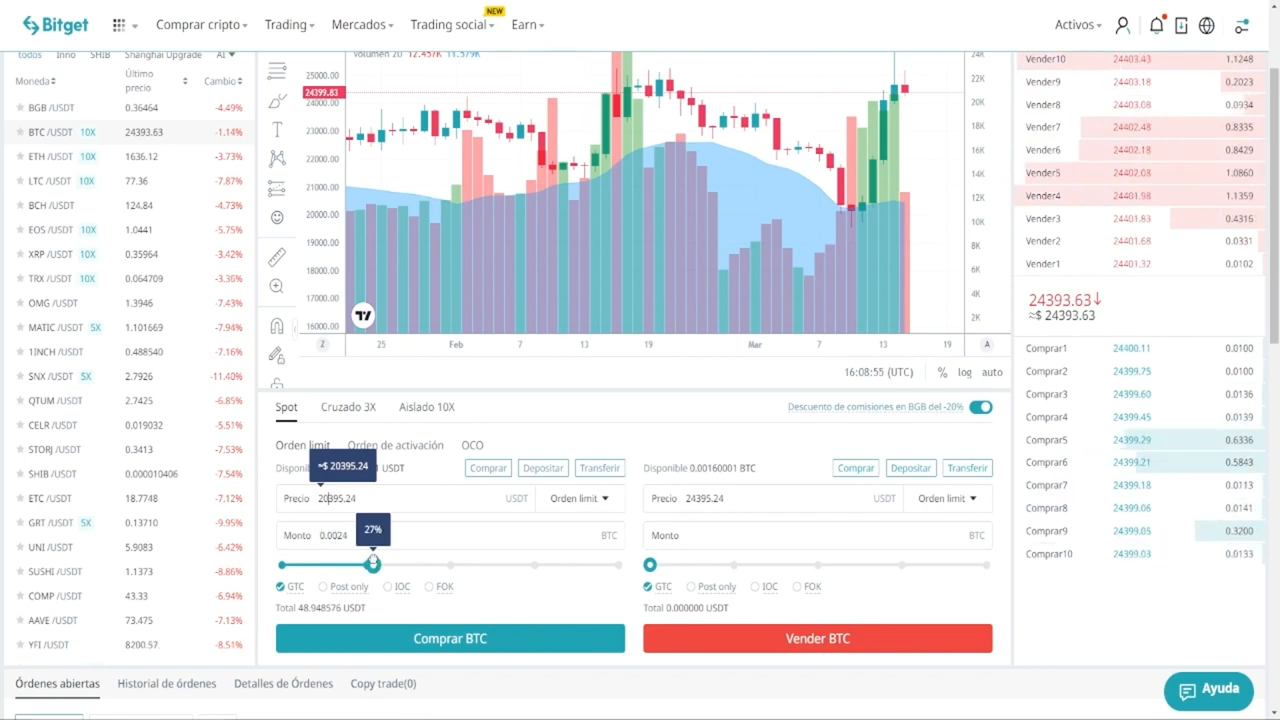 Bitget
Comprar cripto
Trading
Mercados
Trading social
NEW
Earn
Activos
todos Inno SHIB Shanghai Upgrade AI
Moneda Último precio Cambio
BGB /USDT 0.36464 -4.49%
BTC /USDT 10X 24393.63 -1.14%
ETH /USDT 10X 1636.12 -3.73%
LTC /USDT 10X 77.36 -7.87%
BCH /USDT 124.84 -4.73%
EOS /USDT 10X 1.0441 -5.75%
XRP /USDT 10X 0.35964 -3.42%
TRX /USDT 10X 0.064709 -3.36%
OMG /USDT 1.3946 -7.43%
MATIC /USDT 5X 1.101669 -7.94%
1INCH /USDT 0.488540 -7.16%
SNX /USDT 5X 2.7926 -11.40%
QTUM /USDT 2.7425 -6.85%
CELR /USDT 0.019032 -5.51%
STORJ /USDT 0.3413 -7.53%
SHIB /USDT 0.000010406 -7.54%
ETC /USDT 18.7748 -7.12%
GRT /USDT 5X 0.13710 -9.95%
UNI /USDT 5.9083 -6.42%
SUSHI /USDT 1.1373 -8.86%
COMP /USDT 43.33 -6.94%
AAVE /USDT 73.475 -7.13%
YFI /USDT 8200.57 -8.51%
Volumen 20 12.457K 11.579K
25000.00
24399.83
24000.00
23000.00
22000.00
21000.00
20000.00
19000.00
18000.00
17000.00
16000.00
24K
22K
20K
18K
16K
14K
12K
10K
8K
6K
4K
2K
Z 25 Feb 7 13 19 Mar 7 13 19 A
16:08:55 (UTC) % log auto
Spot Cruzado 3X Aislado 10X
Descuento de comisiones en BGB del -20%
Orden limit Orden de activación OCO
≈$ 20395.24
USDT Comprar Depositar Transferir
Precio 20395.24 USDT Orden limit
27%
Monto 0.0024 BTC
GTC Post only IOC FOK
Total 48.948576 USDT
Comprar BTC
Disponible 0.00160001 BTC Comprar Depositar Transferir
Precio 24395.24 USDT Orden limit
Monto BTC
GTC Post only IOC FOK
Total 0.000000 USDT
Vender BTC
Vender10 24403.43 1.1248
Vender9 24403.18 0.2023
Vender8 24403.08 0.0934
Vender7 24402.48 0.8335
Vender6 24402.18 0.8429
Vender5 24402.08 1.0860
Vender4 24401.98 1.1359
Vender3 24401.83 0.4316
Vender2 24401.68 0.0331
Vender1 24401.32 0.0102
24393.63↓
≈$ 24393.63
Comprar1 24400.11 0.0100
Comprar2 24399.75 0.0100
Comprar3 24399.60 0.0136
Comprar4 24399.45 0.0139
Comprar5 24399.29 0.6336
Comprar6 24399.21 0.5843
Comprar7 24399.18 0.0113
Comprar8 24399.06 0.0141
Comprar9 24399.05 0.3200
Comprar10 24399.03 0.0133
Órdenes abiertas Historial de órdenes Detalles de Órdenes Copy trade(0)
Ayuda